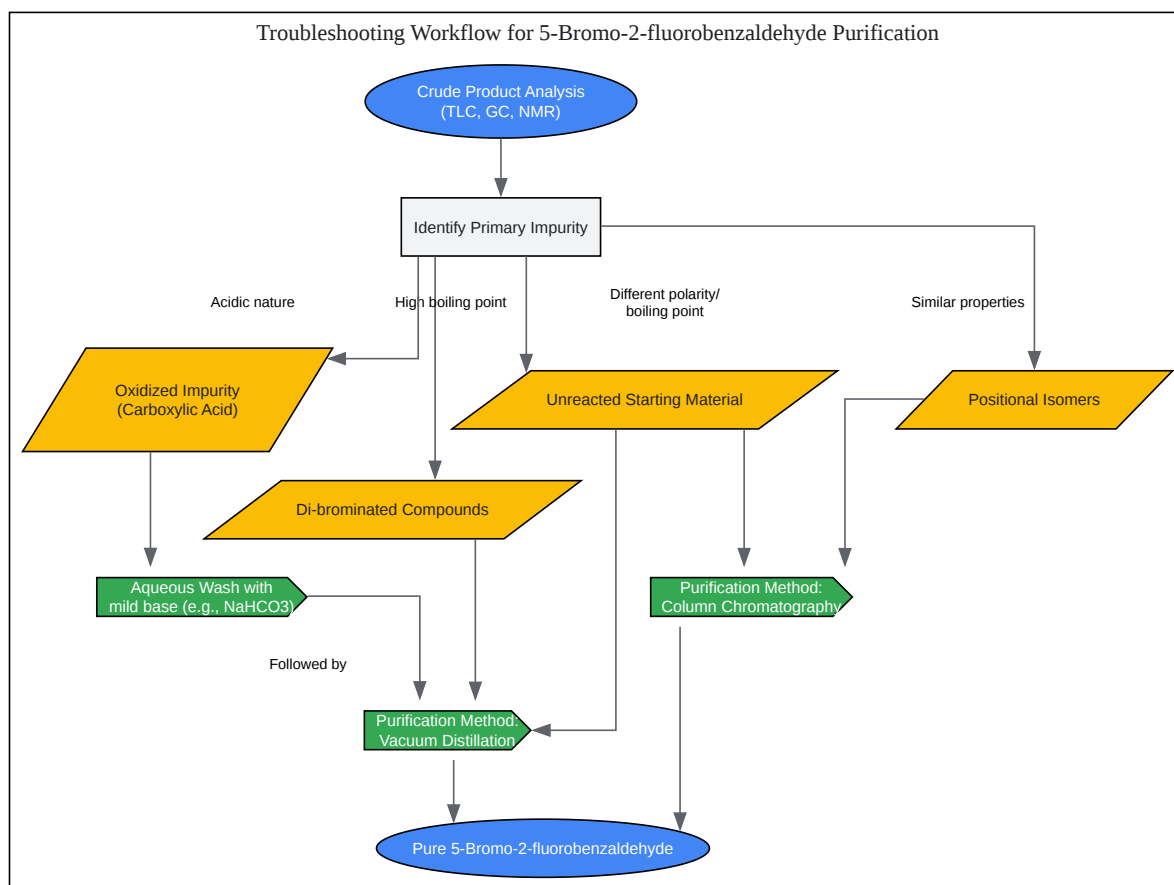 Troubleshooting Workflow for 5-Bromo-2-fluorobenzaldehyde Purification
Crude Product Analysis
(TLC, GC, NMR)
Identify Primary Impurity
Acidic nature
High boiling point
Different polarity/
boiling point
Similar properties
Oxidized Impurity
(Carboxylic Acid)
Unreacted Starting Material
Positional Isomers
Di-brominated Compounds
Aqueous Wash with
mild base (e.g., NaHCO3)
Purification Method:
Column Chromatography
Followed by
Purification Method:
Vacuum Distillation
Pure 5-Bromo-2-fluorobenzaldehyde